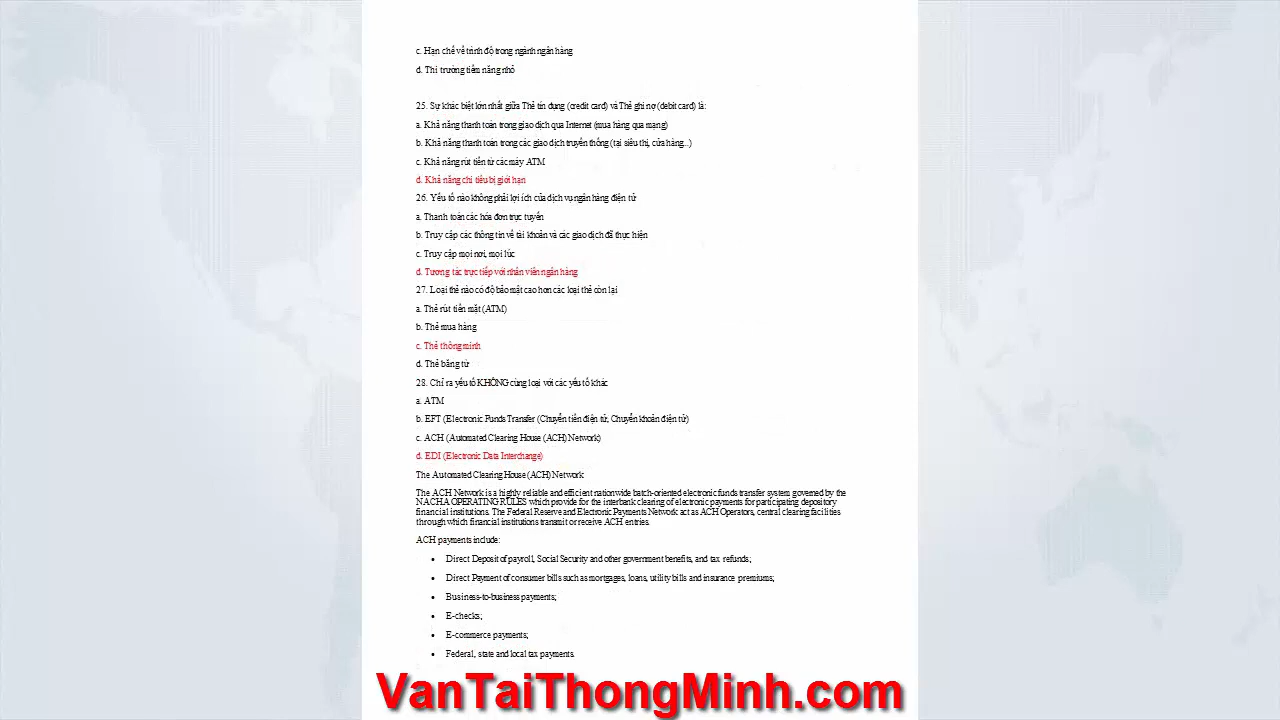 c. Hạn chế về trình độ trong ngành ngân hàng
d. Thị trường tiềm năng nhỏ
25. Sự khác biệt lớn nhất giữa Thẻ tín dụng (credit card) và Thẻ ghi nợ (debit card) là:
a. Khả năng thanh toán trong giao dịch qua Internet (mua hàng qua mạng)
b. Khả năng thanh toán trong các giao dịch truyền thống (tại siêu thị, cửa hàng...)
c. Khả năng rút tiền từ các máy ATM
d. Khả năng chi tiêu bị giới hạn
26. Yếu tố nào không phải lợi ích của dịch vụ ngân hàng điện tử
a. Thanh toán các hóa đơn trực tuyến
b. Truy cập các thông tin về tài khoản và các giao dịch đã thực hiện
c. Truy cập mọi nơi, mọi lúc
d. Tương tác trực tiếp với nhân viên ngân hàng
27. Loại thẻ nào có độ bảo mật cao hơn các loại thẻ còn lại
a. Thẻ rút tiền mặt (ATM)
b. Thẻ mua hàng
c. Thẻ thông minh
d. Thẻ băng từ
28. Chỉ ra yếu tố KHÔNG cùng loại với các yếu tố khác
a. ATM
b. EFT (Electronic Funds Transfer (Chuyển tiền điện tử, Chuyển khoản điện tử)
c. ACH (Automated Clearing House (ACH) Network)
d. EDI (Electronic Data Interchange)
The Automated Clearing House (ACH) Network
The ACH Network is a highly reliable and efficient nationwide batch-oriented electronic funds transfer system governed by the
NACHA OPERATING RULES which provide for the interbank clearing of electronic payments for participating depository
financial institutions. The Federal Reserve and Electronic Payments Network act as ACH Operators, central clearing facilities
through which financial institutions transmit or receive ACH entries.
ACH payments include:
• Direct Deposit of payroll, Social Security and other government benefits, and tax refunds;
• Direct Payment of consumer bills such as mortgages, loans, utility bills and insurance premiums;
• Business-to-business payments;
• E-checks;
• E-commerce payments;
• Federal, state and local tax payments.
VanTaiThongMinh.com